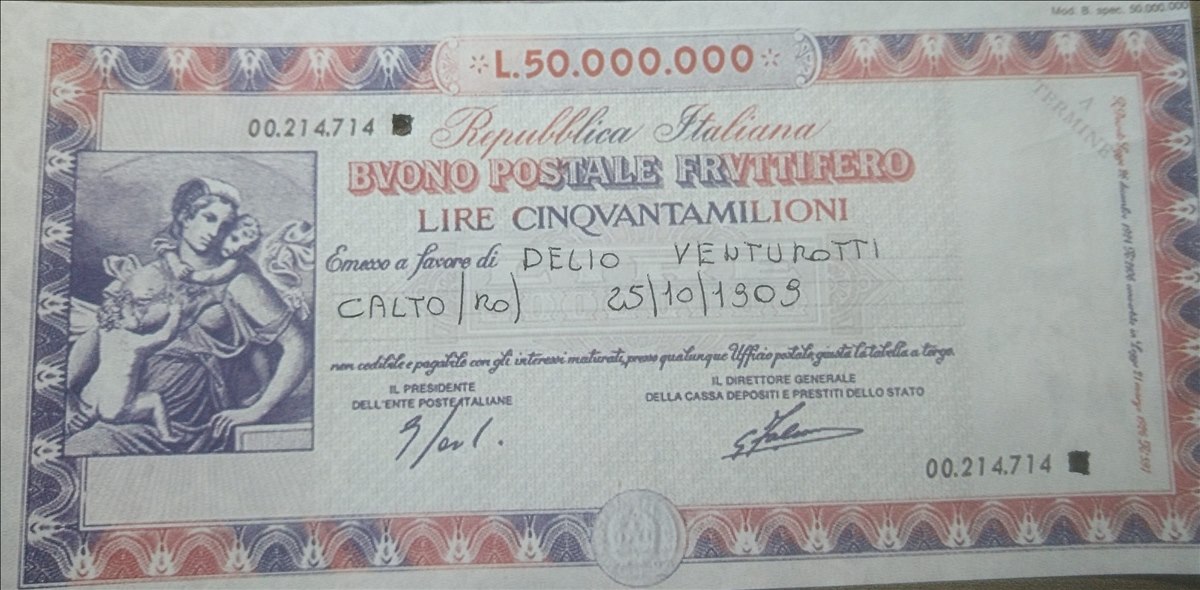 Mod. B. spec. 50.000.000
L.50.000.000
00.214.714
A TERMINE
Repubblica Italiana
BVONO POSTALE FRVTTIFERO
LIRE CINQVANTAMILIONI
Emesso a favore di DELIO VENTUROTTI
CALTO (RO) 25/10/1909
non cedibile e pagabile con gli interessi maturati, presso qualunque Ufficio postale, giusta la tabella a tergo.
IL PRESIDENTE
DELL'ENTE POSTE ITALIANE
IL DIRETTORE GENERALE
DELLA CASSA DEPOSITI E PRESTITI DELLO STATO
00.214.714